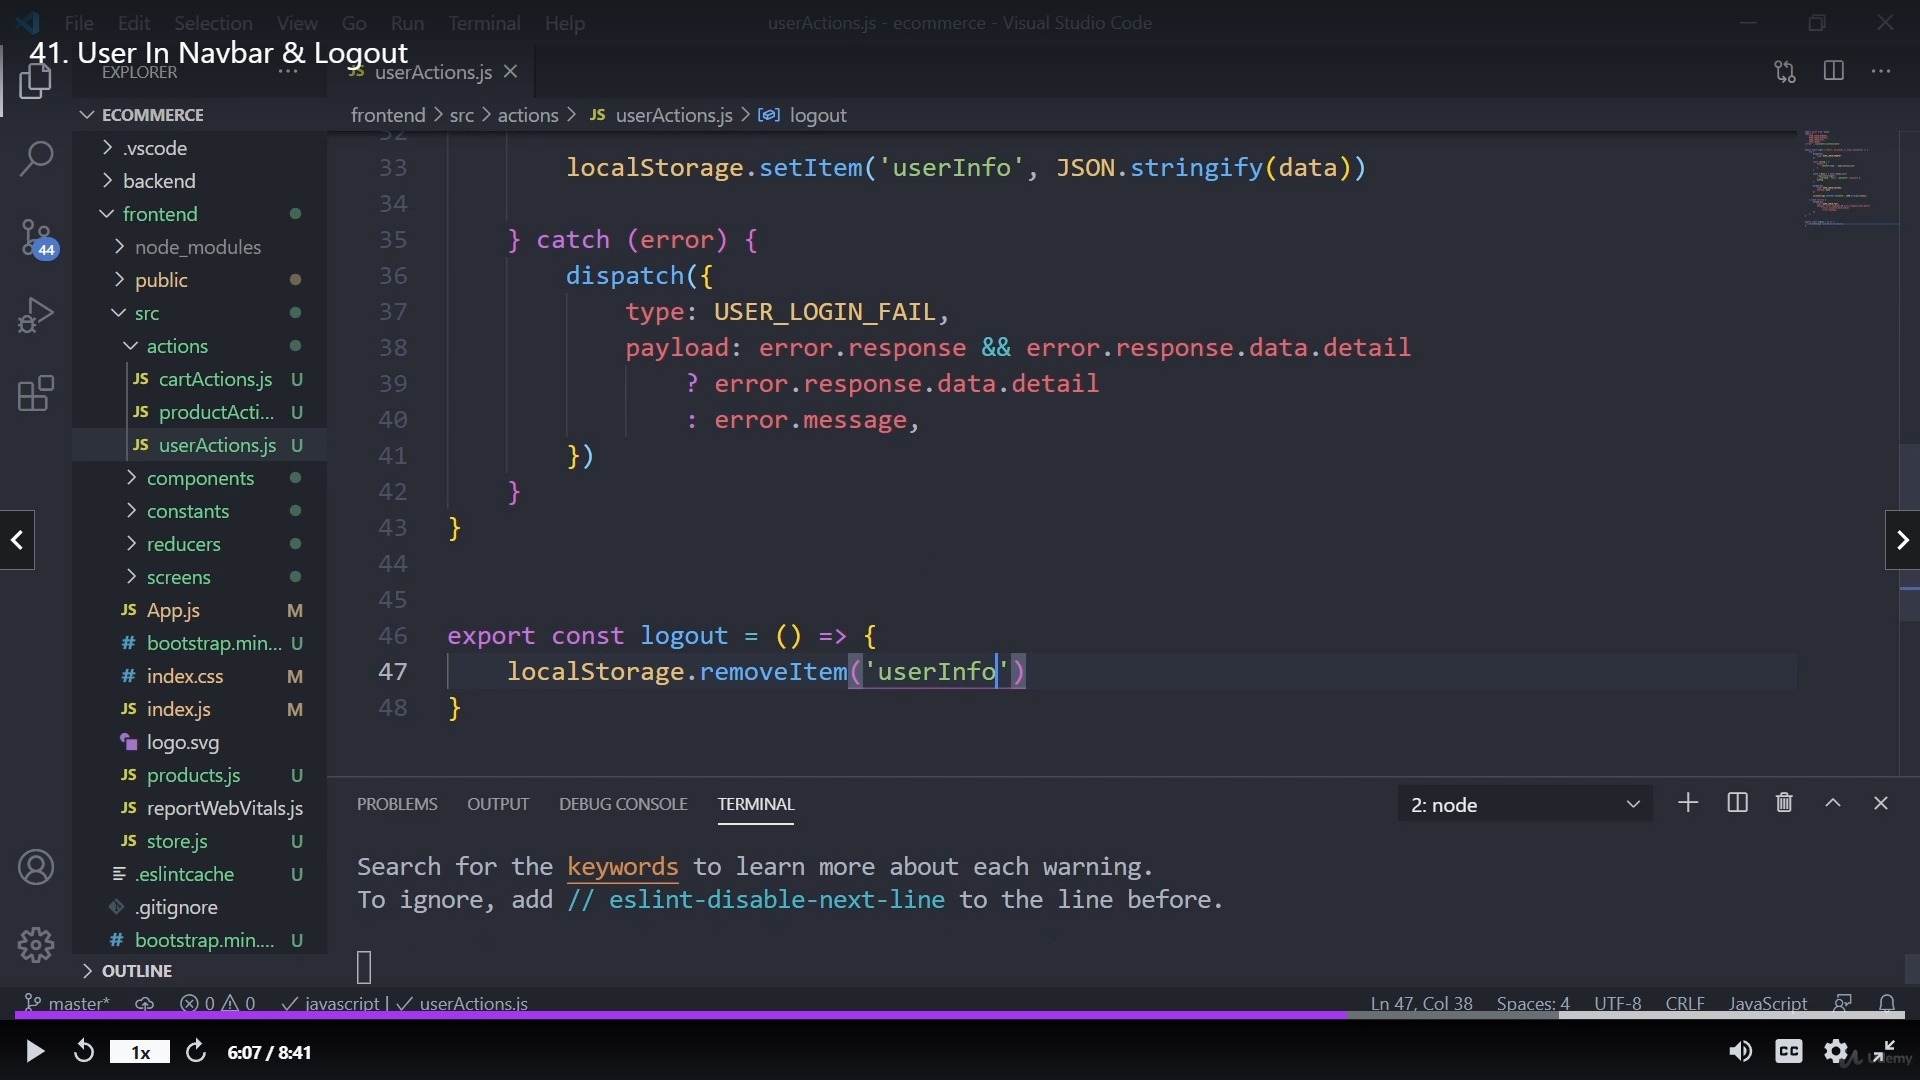 File Edit Selection View Go Run Terminal Help
userActions.js - ecommerce - Visual Studio Code
41. User In Navbar & Logout
EXPLORER
JS userActions.js
ECOMMERCE
frontend > src > actions > JS userActions.js > logout
.vscode
backend
frontend
node_modules
public
src
actions
JS cartActions.js U
JS productActi... U
JS userActions.js U
components
constants
reducers
screens
JS App.js M
# bootstrap.min... U
# index.css M
JS index.js M
logo.svg
JS products.js U
JS reportWebVitals.js
JS store.js U
.eslintcache U
.gitignore
# bootstrap.min.... U
OUTLINE
44
32
33 localStorage.setItem('userInfo', JSON.stringify(data))
34
35 } catch (error) {
36 dispatch({
37 type: USER_LOGIN_FAIL,
38 payload: error.response && error.response.data.detail
39 ? error.response.data.detail
40 : error.message,
41 })
42 }
43 }
44
45
46 export const logout = () => {
47 localStorage.removeItem('userInfo')
48 }
PROBLEMS OUTPUT DEBUG CONSOLE TERMINAL
2: node
Search for the keywords to learn more about each warning.
To ignore, add // eslint-disable-next-line to the line before.
master* 0 0 javascript | userActions.js
Ln 47, Col 38 Spaces: 4 UTF-8 CRLF JavaScript
1x 6:07 / 8:41
CC
Udemy